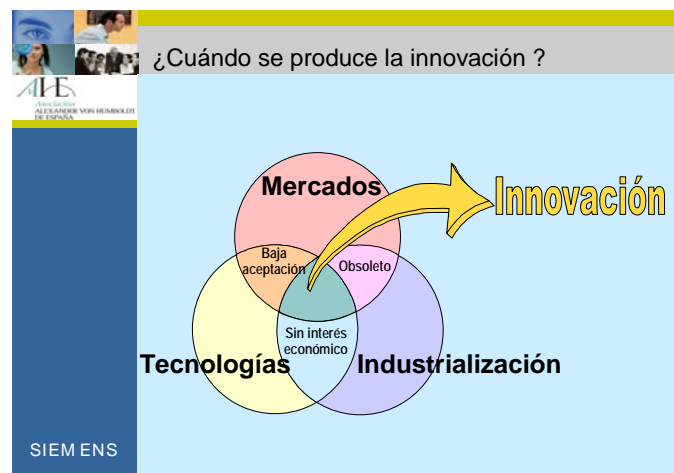 ¿Cuándo se produce la innovación ?
AHE
Asociación
ALEXANDER VON HUMBOLDT
DE ESPAÑA
Mercados
Innovación
Baja
aceptación
Obsoleto
Sin interés
económico
Tecnologías
Industrialización
SIEMENS